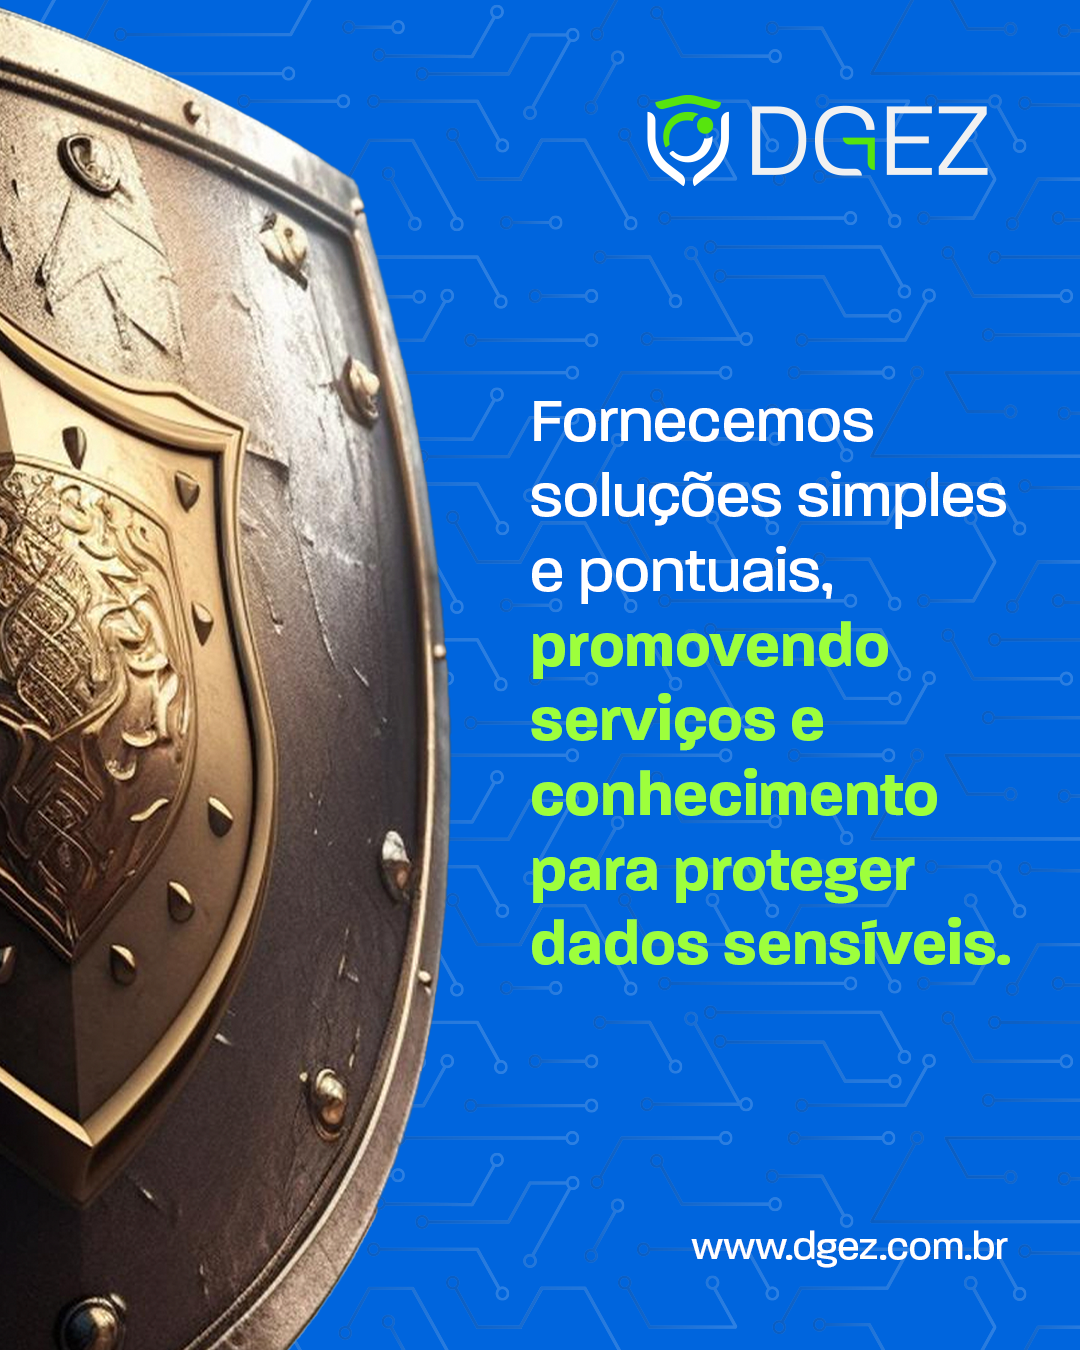 DGEZ
Fornecemos
soluções simples
e pontuais,
promovendo
serviços e
conhecimento
para proteger
dados sensíveis.
www.dgez.com.br